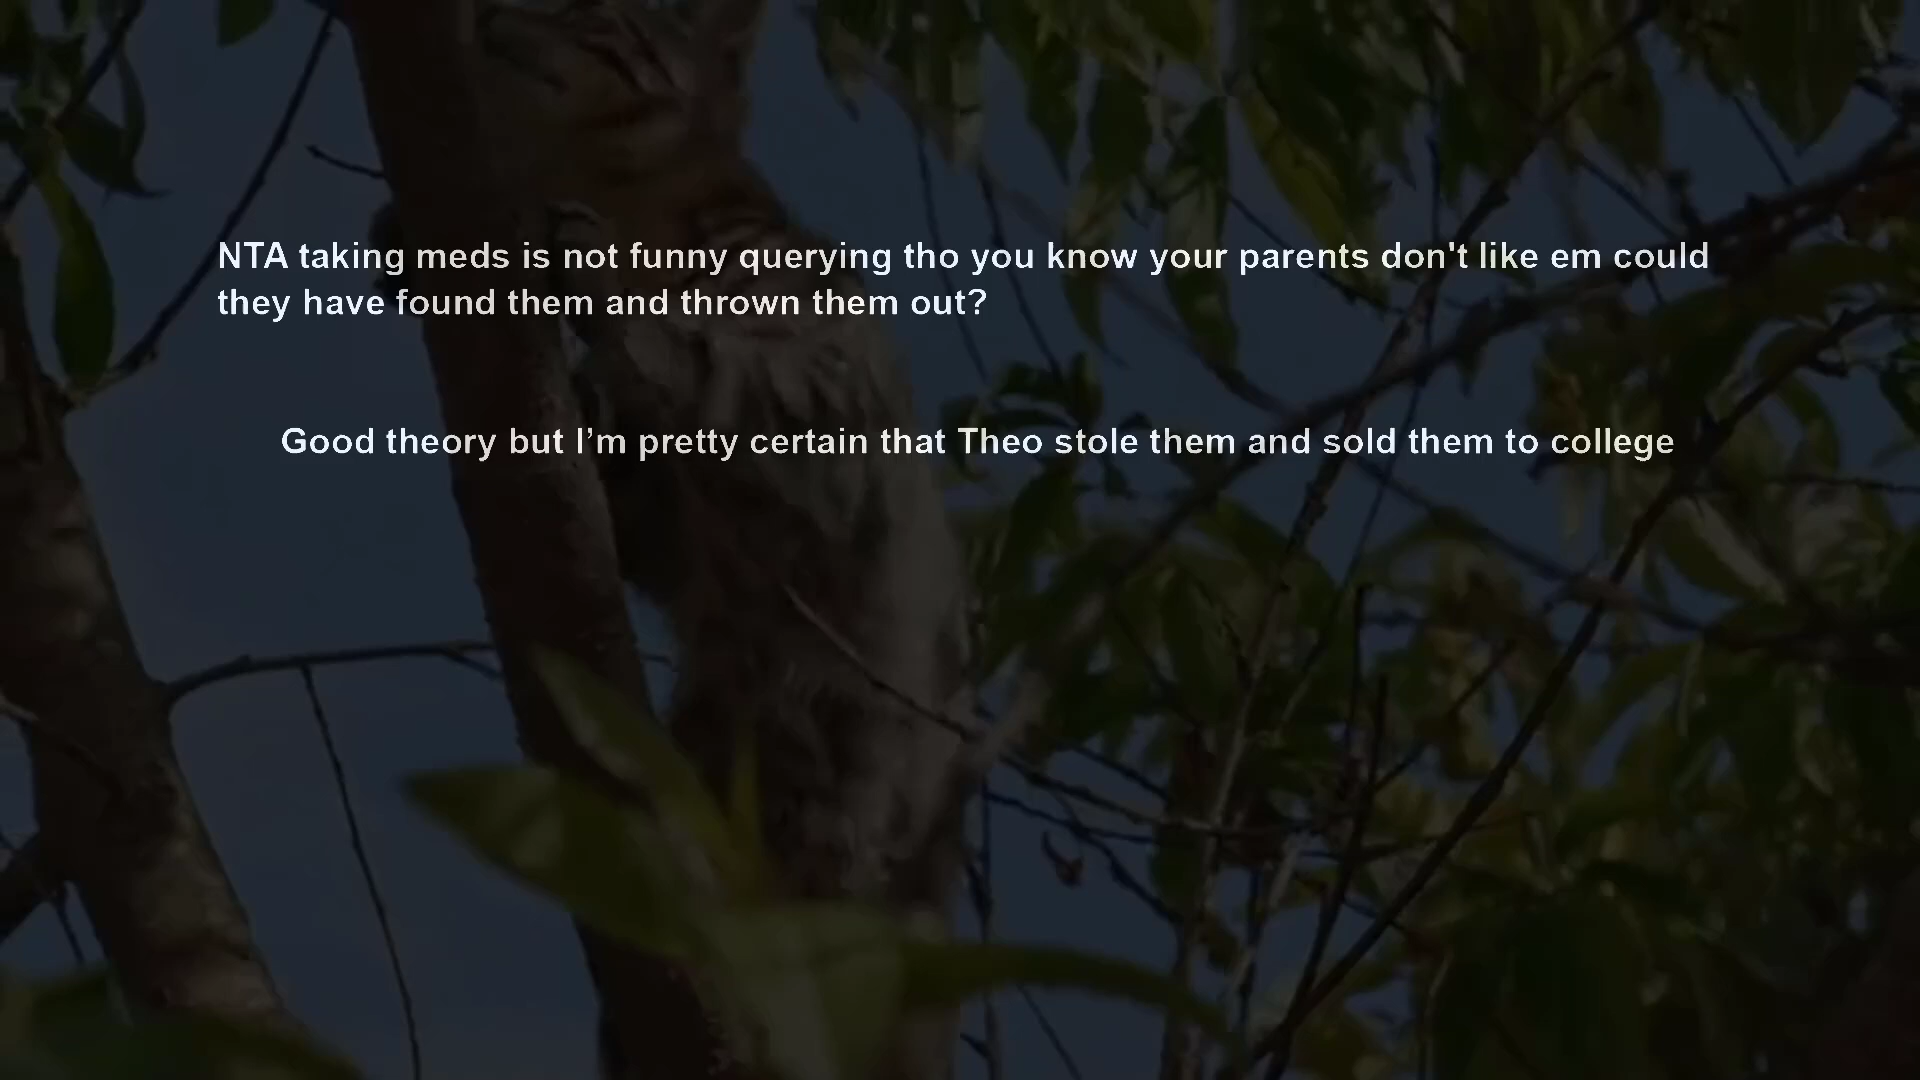 NTA taking meds is not funny querying tho you know your parents don't like em could
they have found them and thrown them out?
Good theory but I’m pretty certain that Theo stole them and sold them to college